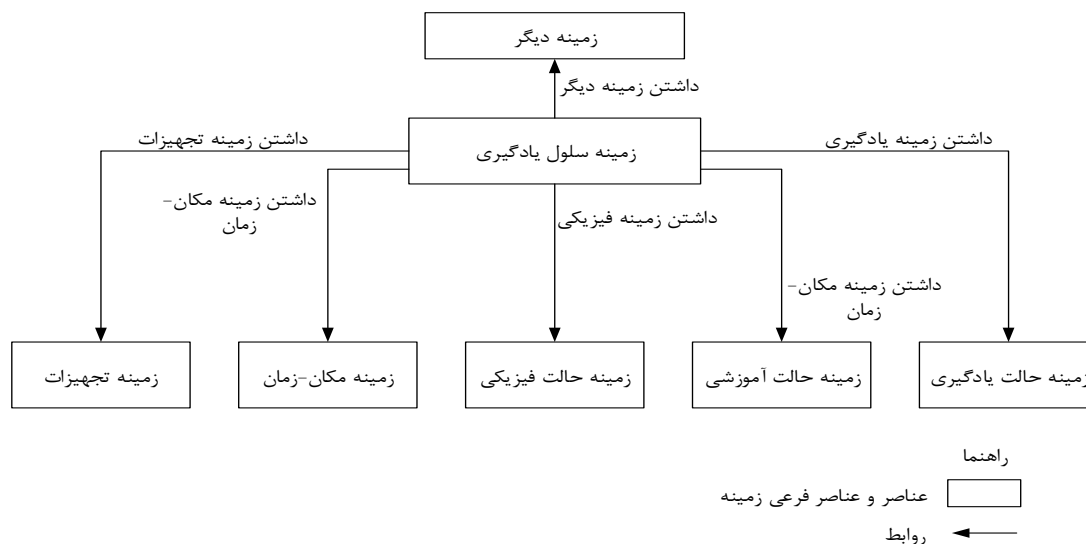 زمینه دیگر
داشتن زمینه دیگر
زمینه سلول یادگیری
داشتن زمینه یادگیری
داشتن زمینه تجهیزات
داشتن زمینه مکان-
زمان
داشتن زمینه فیزیکی
داشتن زمینه مکان-
زمان
زمینه حالت یادگیری
زمینه حالت آموزشی
زمینه حالت فیزیکی
زمینه مکان-زمان
زمینه تجهیزات
راهنما
عناصر و عناصر فرعی زمینه
روابط